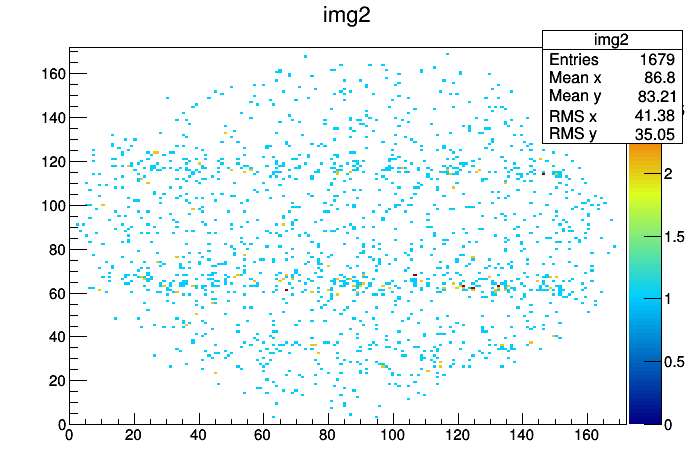 img2
img2
Entries 1679
Mean x 86.8
Mean y 83.21
RMS x 41.38
RMS y 35.05
160
140
120
100
80
60
40
20
0
0 20 40 60 80 100 120 140 160
2
1.5
1
0.5
0